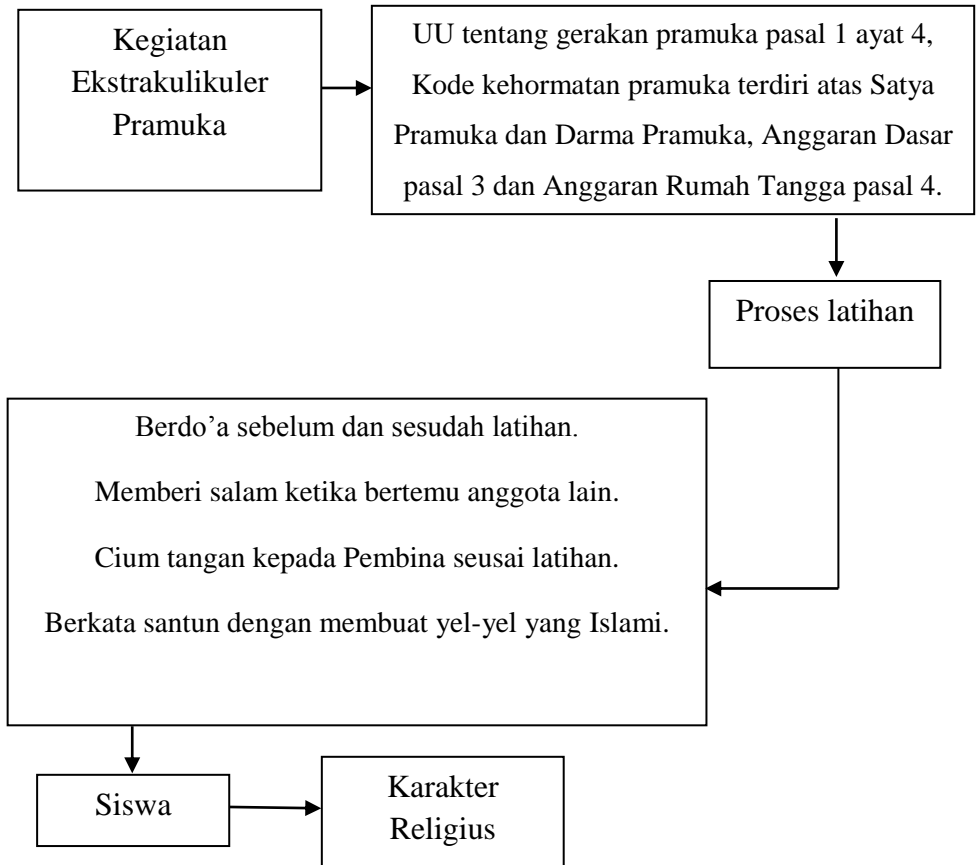 Kegiatan
Ekstrakulikuler
Pramuka
UU tentang gerakan pramuka pasal 1 ayat 4,
Kode kehormatan pramuka terdiri atas Satya
Pramuka dan Darma Pramuka, Anggaran Dasar
pasal 3 dan Anggaran Rumah Tangga pasal 4.
Proses latihan
Berdo’a sebelum dan sesudah latihan.
Memberi salam ketika bertemu anggota lain.
Cium tangan kepada Pembina seusai latihan.
Berkata santun dengan membuat yel-yel yang Islami.
Siswa
Karakter
Religius